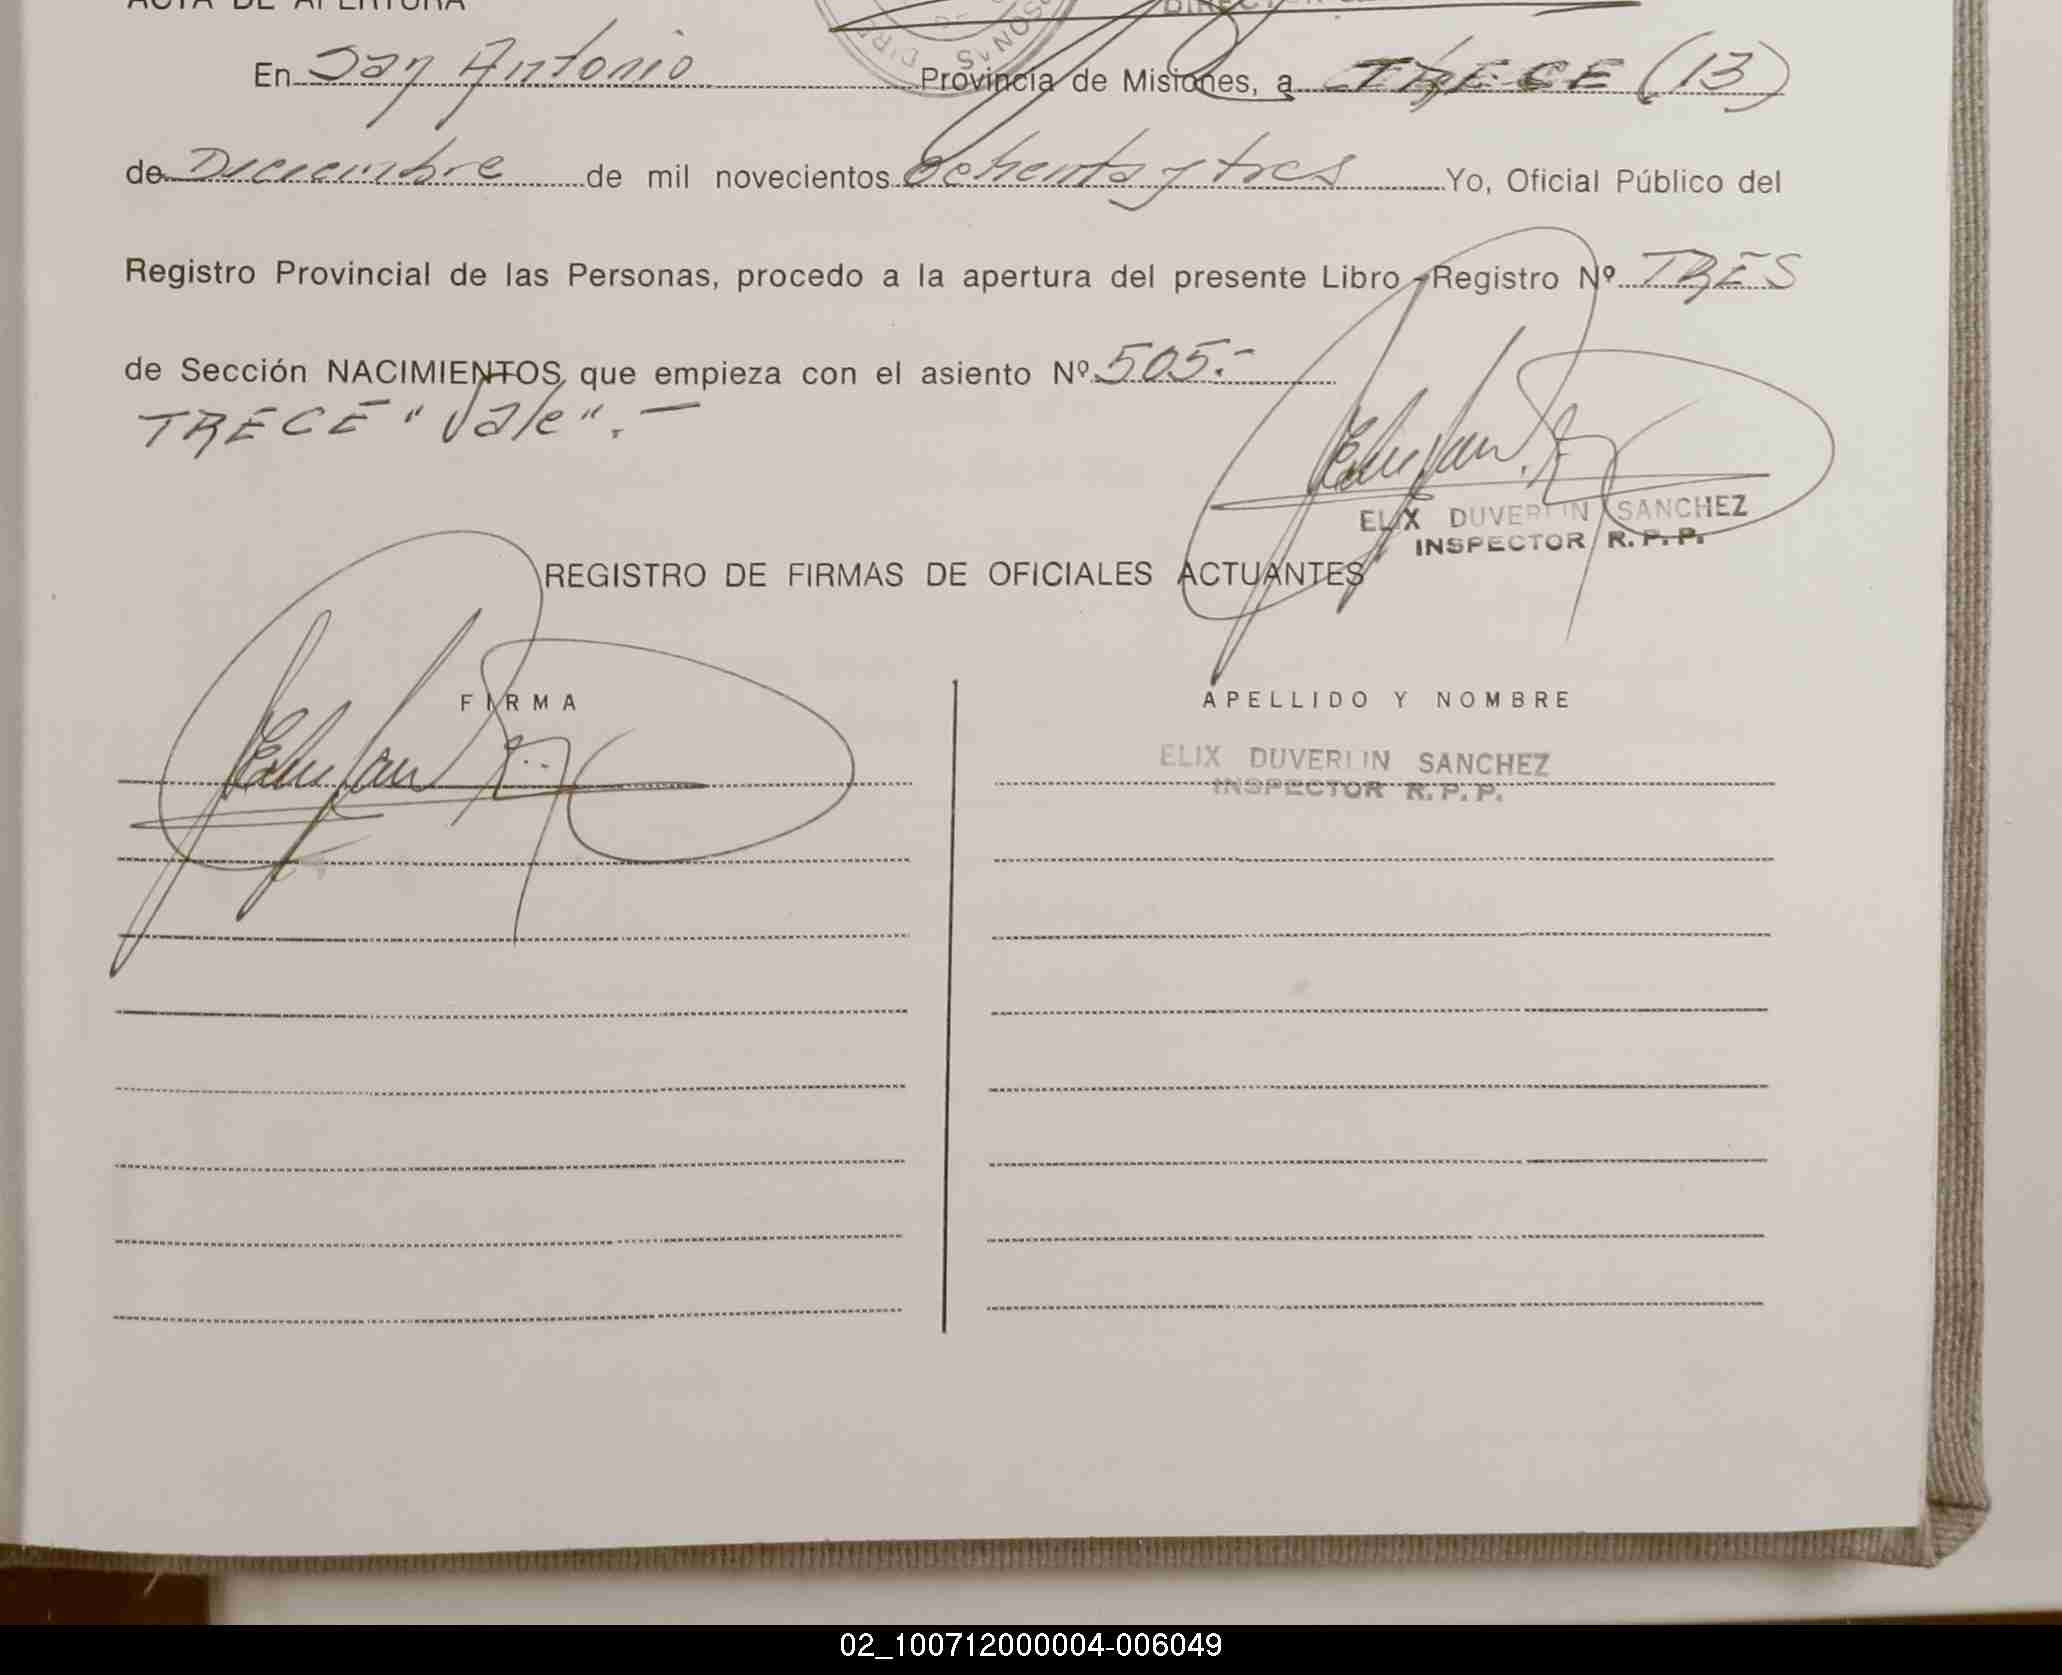 ACTA DE APERTURA
En San Antonio Provincia de Misiones, a TRECE (13)
de Diciembre de mil novecientos ochenta y tres Yo, Oficial Público del
Registro Provincial de las Personas, procedo a la apertura del presente Libro - Registro Nº TRES
de Sección NACIMIENTOS, que empieza con el asiento Nº 505.-
TRECE "Vale".-
ELIX DUVERLIN SANCHEZ
INSPECTOR R.P.P.
REGISTRO DE FIRMAS DE OFICIALES ACTUANTES
FIRMA APELLIDO Y NOMBRE
ELIX DUVERLIN SANCHEZ
INSPECTOR R.P.P.
02_100712000004-006049